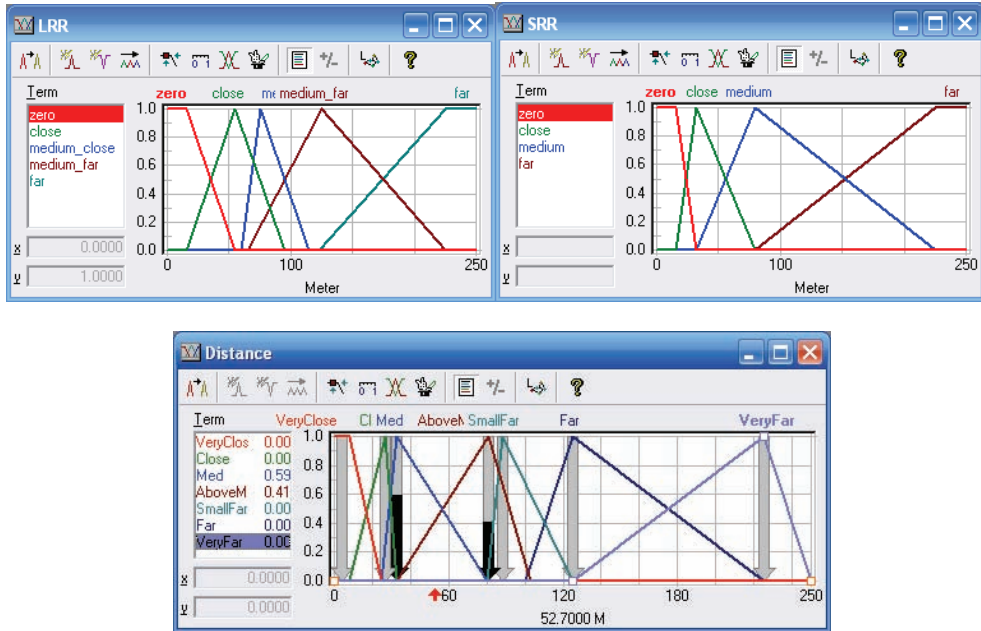 LRR
Term
zero
close
medium_close
medium_far
far
zero close me medium_far far
1.0
0.8
0.6
0.4
0.2
0.0
0 100 250
Meter
x 0.0000
y 1.0000
SRR
Term
zero
close
medium
far
zero close medium far
1.0
0.8
0.6
0.4
0.2
0.0
0 100 250
Meter
x
y
Distance
Term
VeryClos 0.00
Close 0.00
Med 0.59
AboveM 0.41
SmallFar 0.00
Far 0.00
VeryFar 0.00
VeryClose Cl Med AboveM SmallFar Far VeryFar
1.0
0.8
0.6
0.4
0.2
0.0
0 60 120 180 250
52.7000 M
x 0.0000
y 0.0000